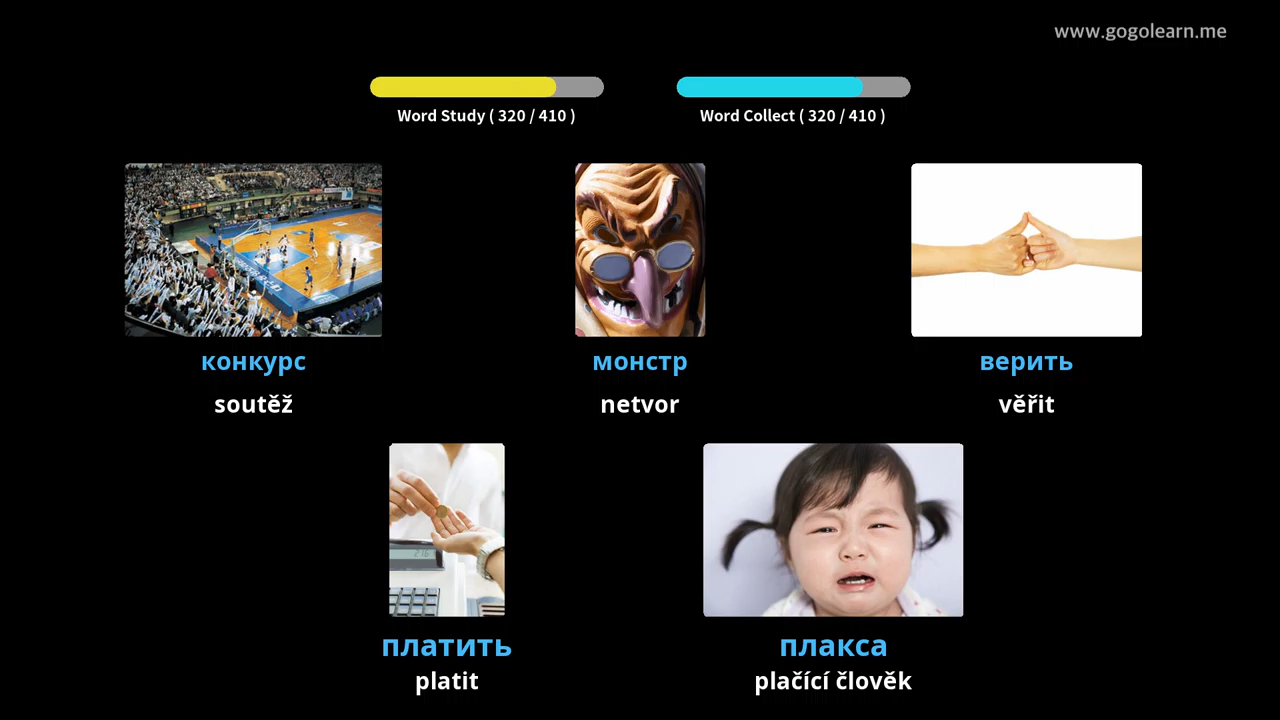 www.gogolearn.me
Word Study ( 320 / 410 )
Word Collect ( 320 / 410 )
конкурс
soutěž
монстр
netvor
верить
věřit
платить
platit
плакса
plačící člověk